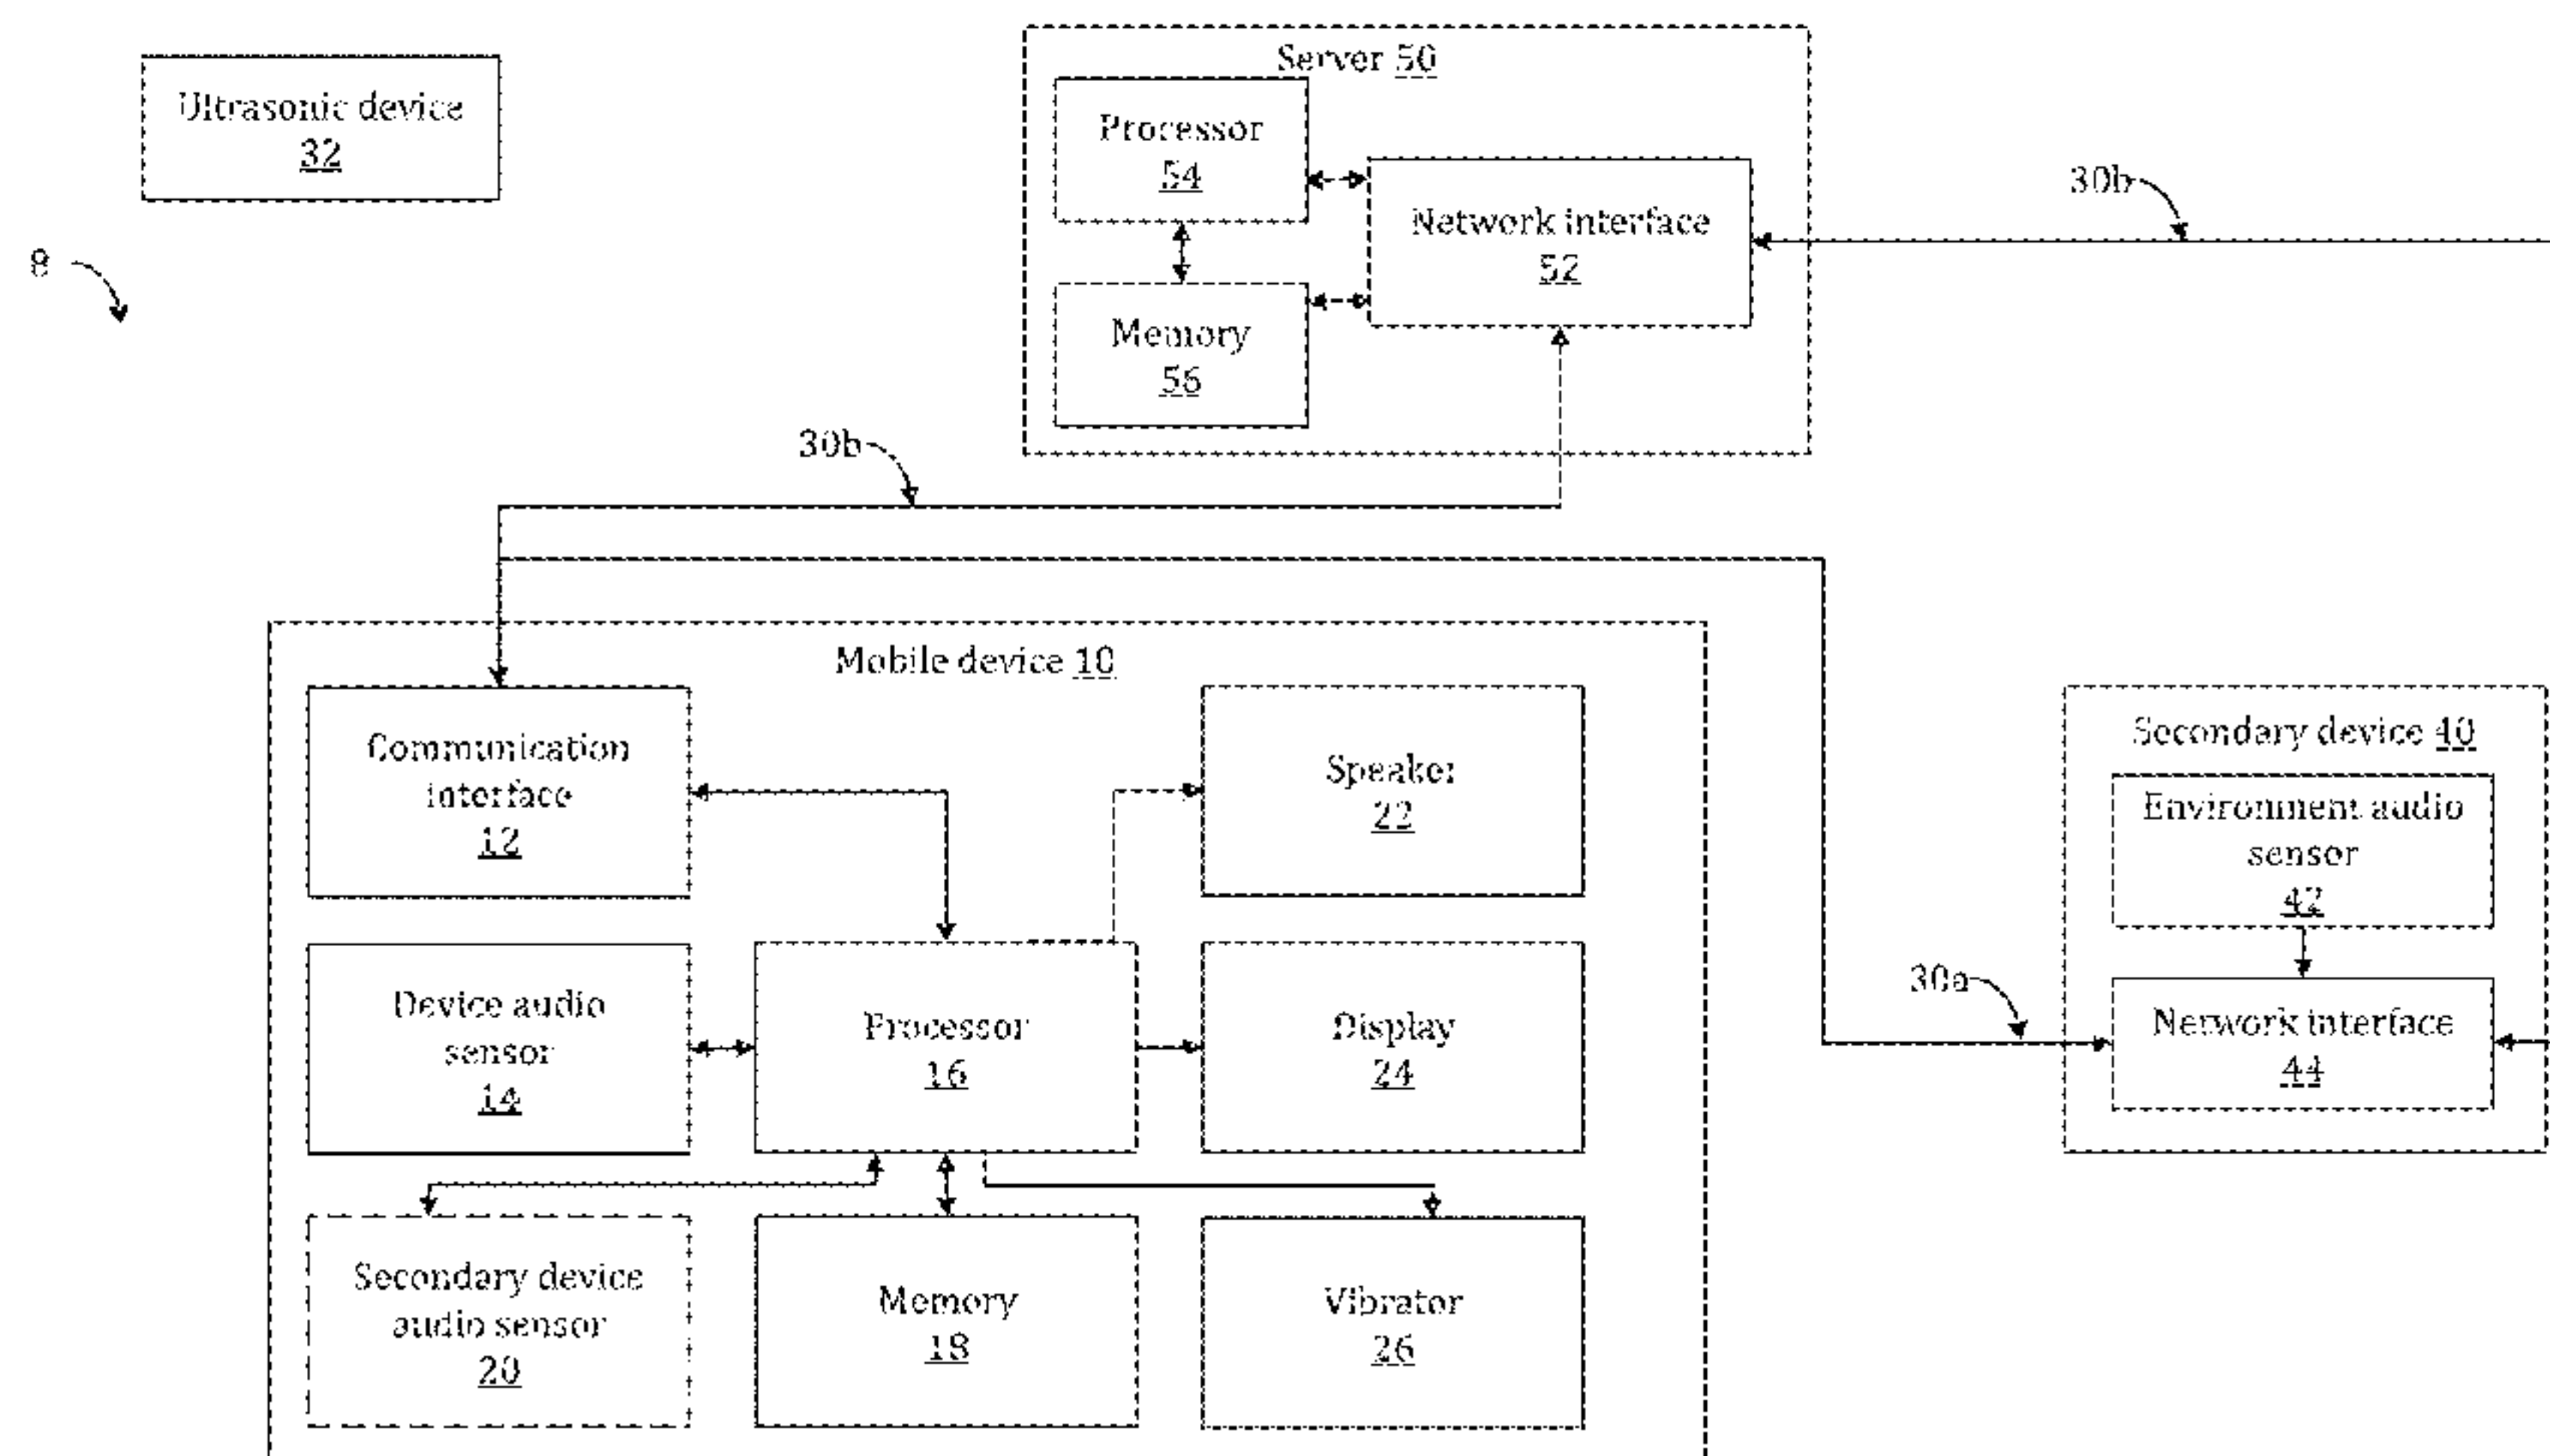 Ultrasonic device
32
8
Server 50
Processor
54
Network interface
52
Memory
56
30b
30b
Mobile device 10
Communication
interface
12
Speaker
22
Device audio
sensor
14
Processor
16
Display
24
Secondary device
audio sensor
20
Memory
18
Vibrator
26
Secondary device 40
Environment audio
sensor
42
30a
Network interface
44